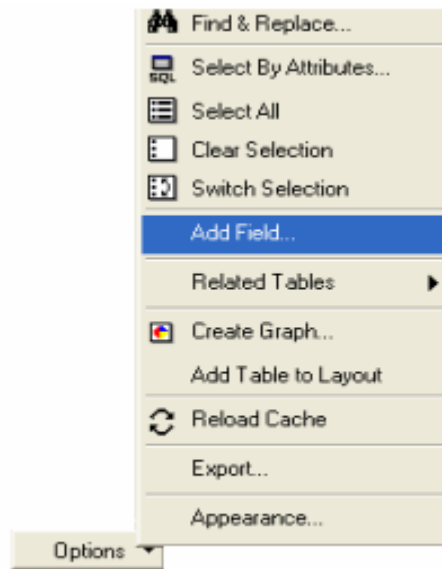 Find & Replace...
SQL
Select By Attributes...
Select All
Clear Selection
Switch Selection
Add Field...
Related Tables
Create Graph...
Add Table to Layout
Reload Cache
Export...
Appearance...
Options